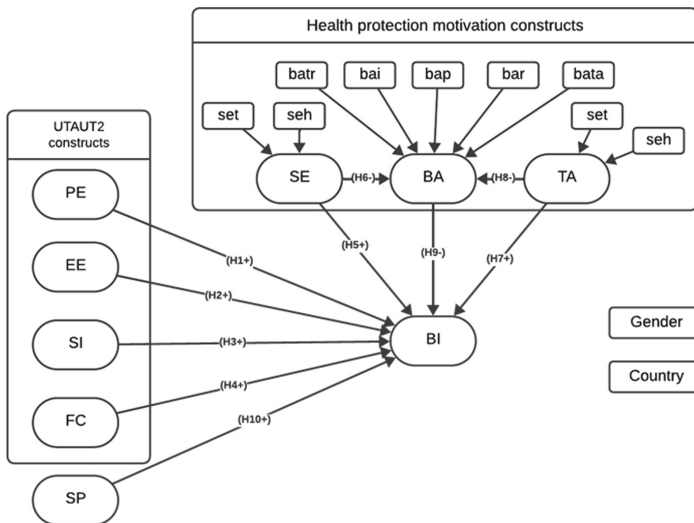 Health protection motivation constructs
batr
bai
bap
bar
bata
set
seh
set
seh
UTAUT2
constructs
SE
(H6-)
BA
(H8-)
TA
PE
(H5+)
(H9-)
(H7+)
(H1+)
EE
(H2+)
SI
(H3+)
BI
Gender
Country
(H4+)
FC
(H10+)
SP